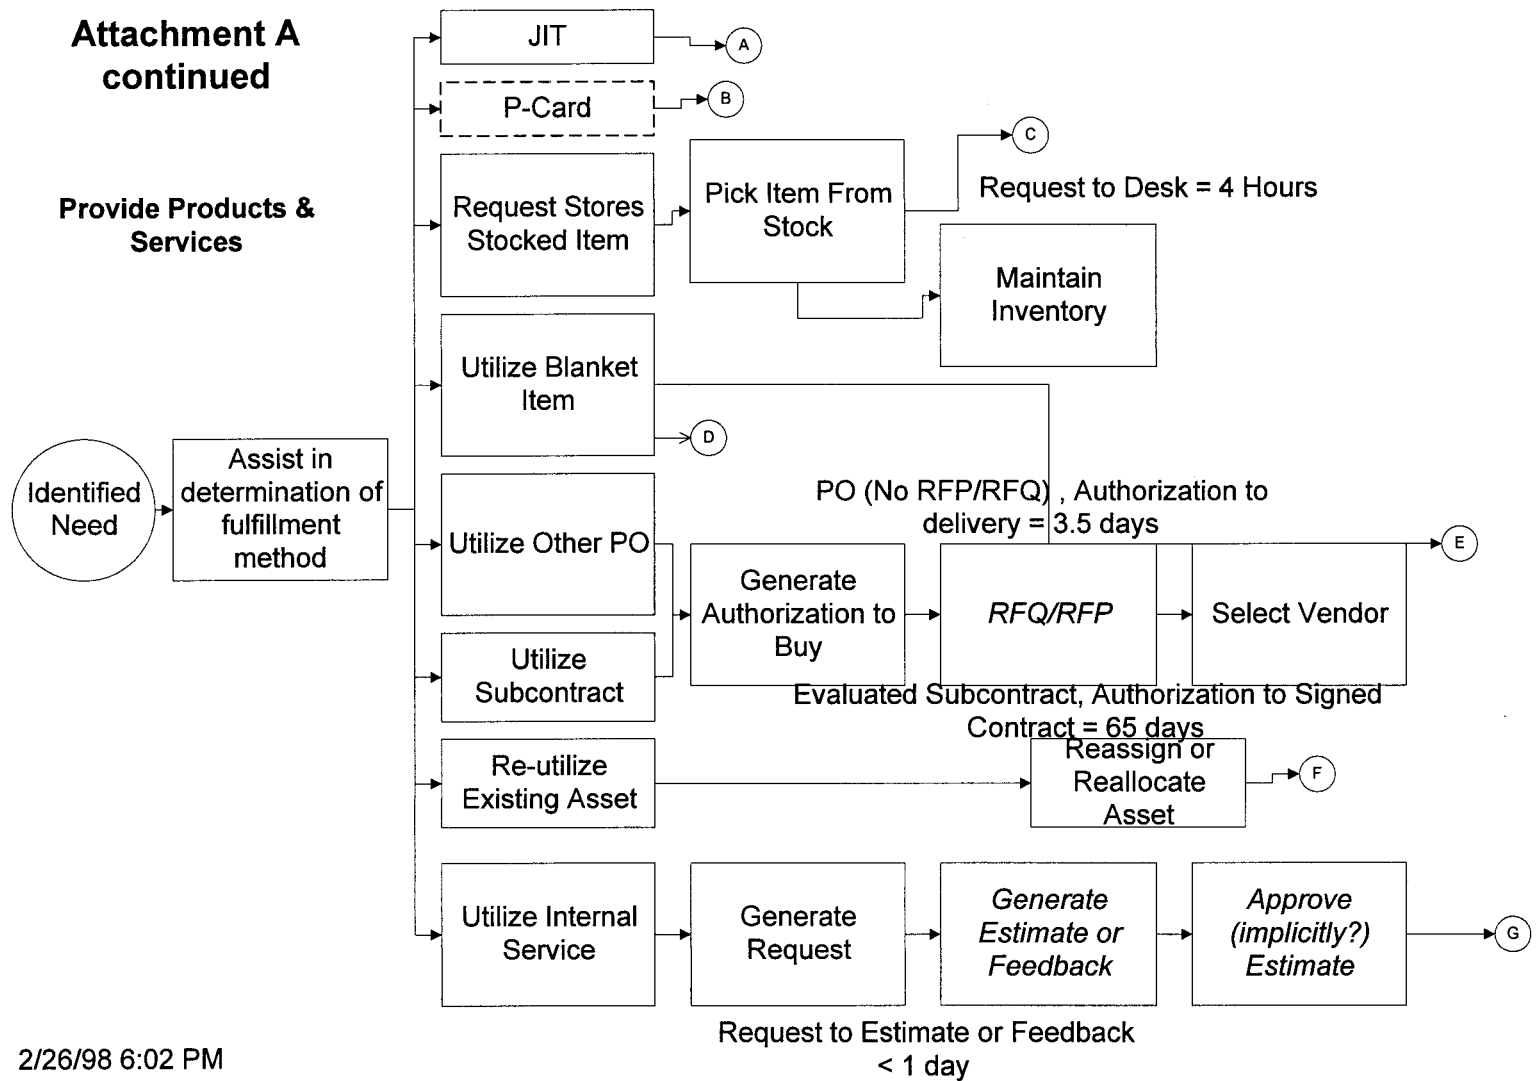 Attachment A
continued
Provide Products &
Services
JIT
A
P-Card
B
Request Stores
Stocked Item
Pick Item From
Stock
C
Request to Desk = 4 Hours
Maintain
Inventory
Utilize Blanket
Item
D
Identified
Need
Assist in
determination of
fulfillment
method
Utilize Other PO
PO (No RFP/RFQ) , Authorization to
delivery = 3.5 days
E
Generate
Authorization to
Buy
RFQ/RFP
Select Vendor
Utilize
Subcontract
Evaluated Subcontract, Authorization to Signed
Contract = 65 days
Re-utilize
Existing Asset
Reassign or
Reallocate
Asset
F
Utilize Internal
Service
Generate
Request
Generate
Estimate or
Feedback
Approve
(implicitly?)
Estimate
G
Request to Estimate or Feedback
< 1 day
2/26/98 6:02 PM